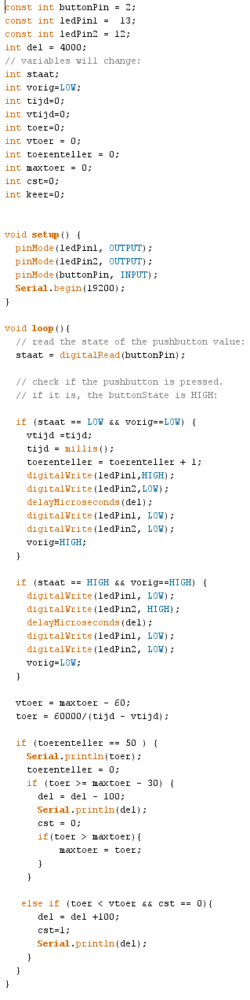 const int buttonPin = 2;
const int ledPin1 =  13;
const int ledPin2 = 12;
int del = 4000;
// variables will change:
int staat;
int vorig=LOW;
int tijd=0;
int vtijd=0;
int toer=0;
int vtoer = 0;
int toerenteller = 0;
int maxtoer = 0;
int cst=0;
int keer=0;

void setup() {
  pinMode(ledPin1, OUTPUT);
  pinMode(ledPin2, OUTPUT);
  pinMode(buttonPin, INPUT);
  Serial.begin(19200);
}

void loop(){
  // read the state of the pushbutton value:
  staat = digitalRead(buttonPin);

  // check if the pushbutton is pressed.
  // if it is, the buttonState is HIGH:

  if (staat == LOW && vorig==LOW) {
    vtijd =tijd;
    tijd = millis();
    toerenteller = toerenteller + 1;
    digitalWrite(ledPin1,HIGH);
    digitalWrite(ledPin2,LOW);
    delayMicroseconds(del);
    digitalWrite(ledPin1, LOW);
    digitalWrite(ledPin2, LOW);
    vorig=HIGH;
  }

  if (staat == HIGH && vorig==HIGH) {
    digitalWrite(ledPin1, LOW);
    digitalWrite(ledPin2, HIGH);
    delayMicroseconds(del);
    digitalWrite(ledPin1, LOW);
    digitalWrite(ledPin2, LOW);
    vorig=LOW;
  }

  vtoer = maxtoer - 60;
  toer = 60000/(tijd - vtijd);

  if (toerenteller == 50 ) {
    Serial.println(toer);
    toerenteller = 0;
    if (toer >= maxtoer - 30) {
      del = del - 100;
      Serial.println(del);
      cst = 0;
      if(toer > maxtoer){
          maxtoer = toer;
      }
    }

   else if (toer < vtoer && cst == 0){
      del = del +100;
      cst=1;
      Serial.println(del);
    }
  }
}